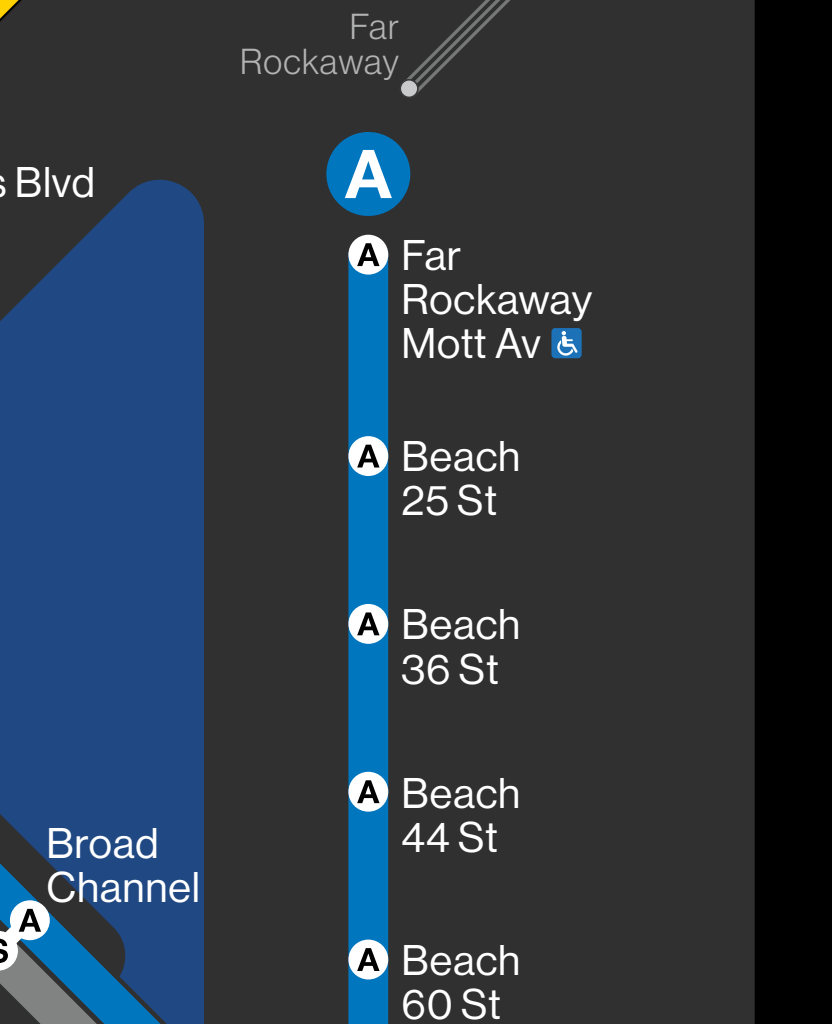 Far
Rockaway
s Blvd
A
A Far
Rockaway
Mott Av
A Beach
25 St
A Beach
36 St
A Beach
44 St
Broad
Channel
A
S
A Beach
60 St